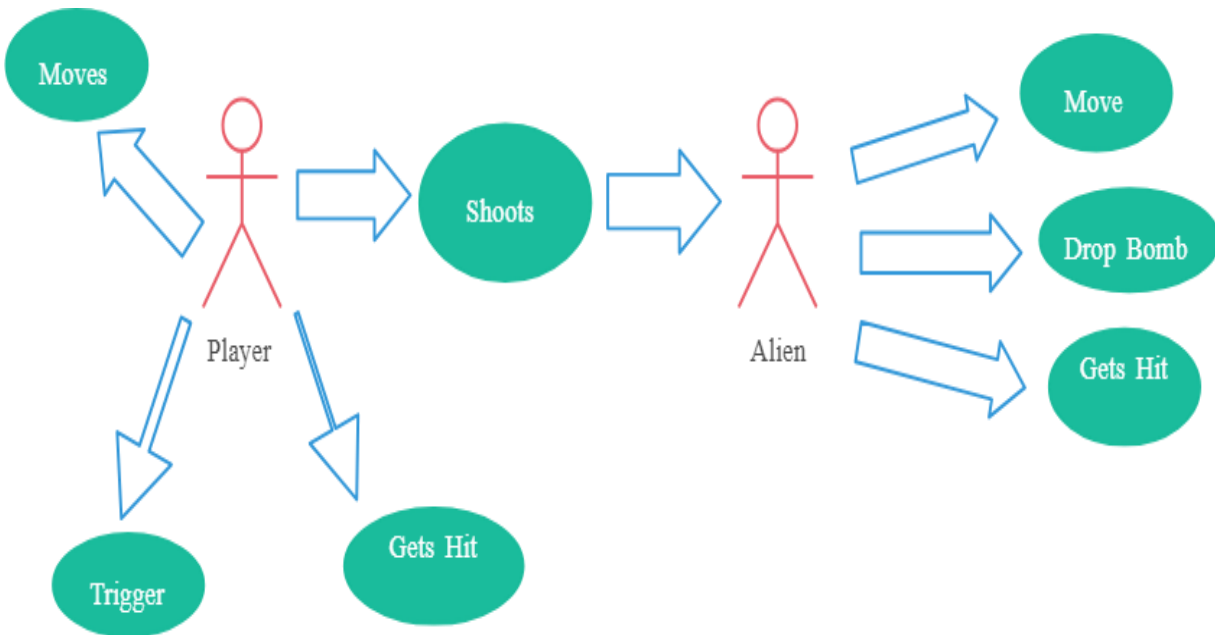 Moves
Move
Shoots
Drop Bomb
Player
Alien
Gets Hit
Gets Hit
Trigger